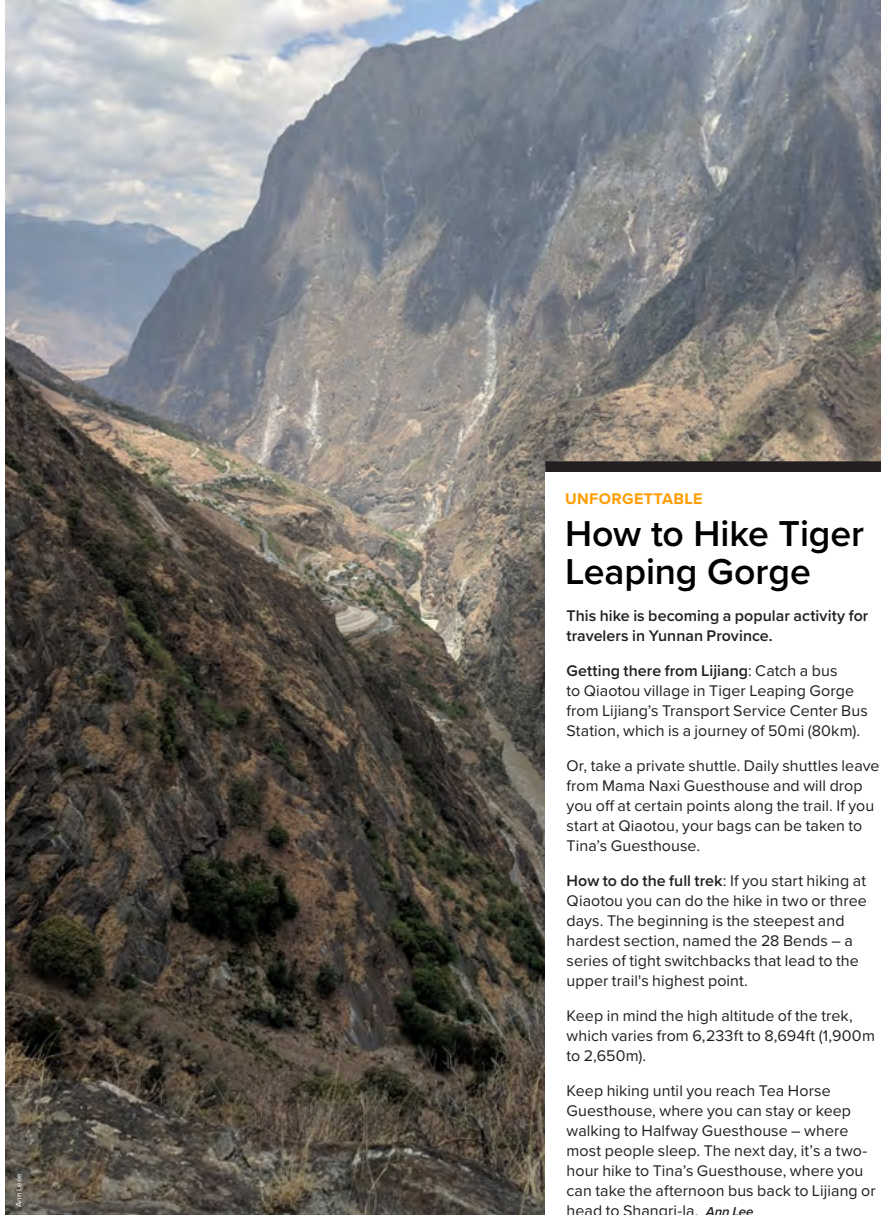 UNFORGETTABLE
How to Hike Tiger
Leaping Gorge
This hike is becoming a popular activity for
travelers in Yunnan Province.
Getting there from Lijiang: Catch a bus
to Qiaotou village in Tiger Leaping Gorge
from Lijiang's Transport Service Center Bus
Station, which is a journey of 50mi (80km).
Or, take a private shuttle. Daily shuttles leave
from Mama Naxi Guesthouse and will drop
you off at certain points along the trail. If you
start at Qiaotou, your bags can be taken to
Tina's Guesthouse.
How to do the full trek: If you start hiking at
Qiaotou you can do the hike in two or three
days. The beginning is the steepest and
hardest section, named the 28 Bends – a
series of tight switchbacks that lead to the
upper trail's highest point.
Keep in mind the high altitude of the trek,
which varies from 6,233ft to 8,694ft (1,900m
to 2,650m).
Keep hiking until you reach Tea Horse
Guesthouse, where you can stay or keep
walking to Halfway Guesthouse – where
most people sleep. The next day, it's a two-
hour hike to Tina's Guesthouse, where you
can take the afternoon bus back to Lijiang or
head to Shangri-la. Ann Lee
Ann Leee